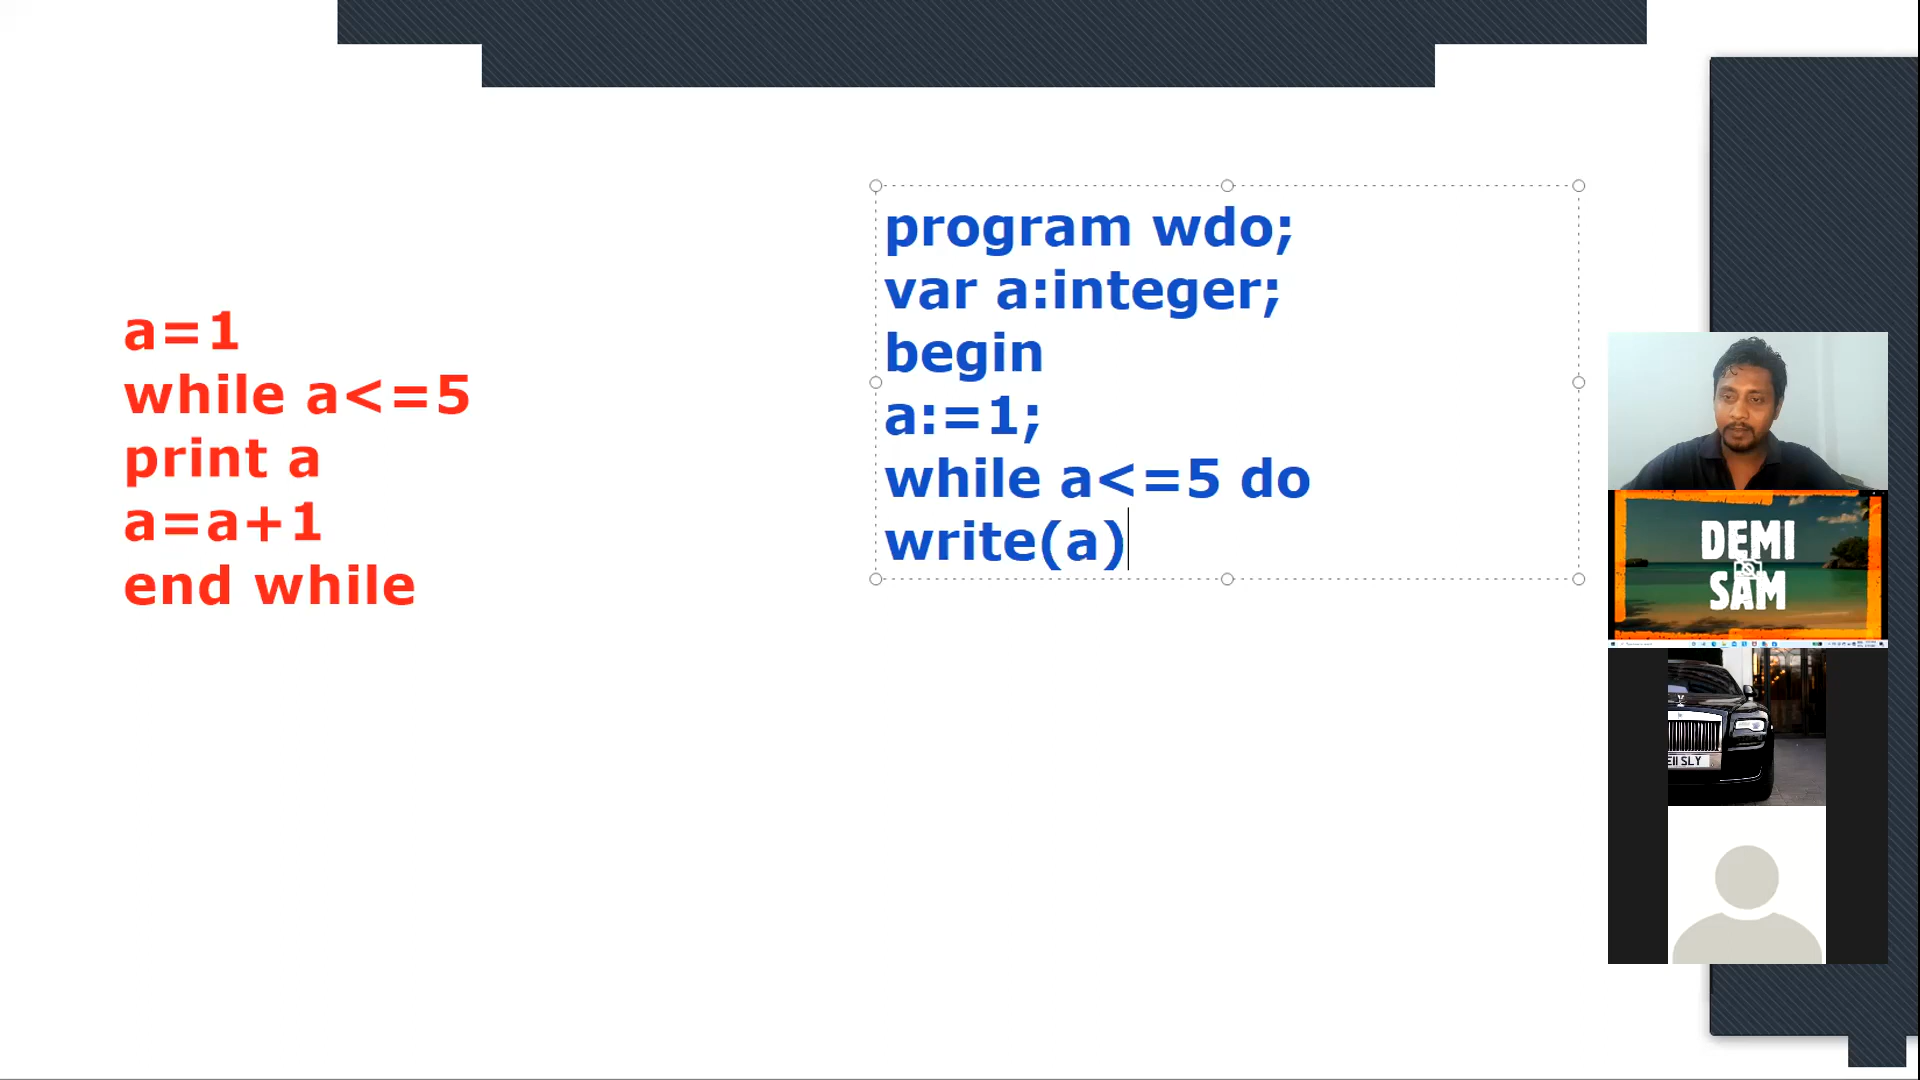 a=1
while a<=5
print a
a=a+1
end while
program wdo;
var a:integer;
begin
a:=1;
while a<=5 do
write(a)
DEMI
SAM
E11 SLY